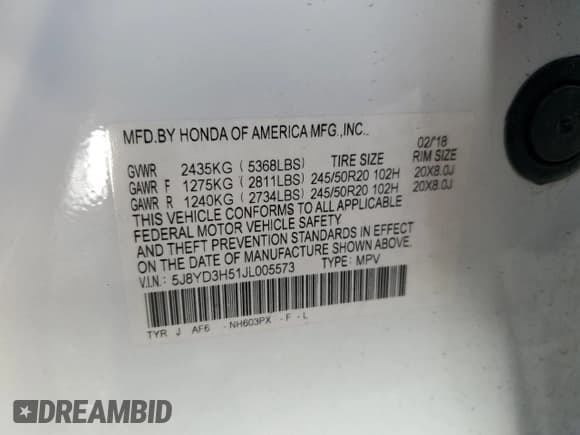 MFD.BY HONDA OF AMERICA MFG.,INC.. 02/'18
GVWR 2435KG ( 5368LBS) TIRE SIZE RIM SIZE
GAWR F 1275KG ( 2811LBS) 245/50R20 102H 20X8.0J
GAWR R 1240KG ( 2734LBS) 245/50R20 102H 20X8.0J
THIS VEHICLE CONFORMS TO ALL APPLICABLE
FEDERAL MOTOR VEHICLE SAFETY
AND THEFT PREVENTION STANDARDS IN EFFECT
ON THE DATE OF MANUFACTURE SHOWN ABOVE.
V.I.N.: 5J8YD3H51JL005573 TYPE: MPV
TYR J AF6 - NH603PX - F - L
DREAMBID